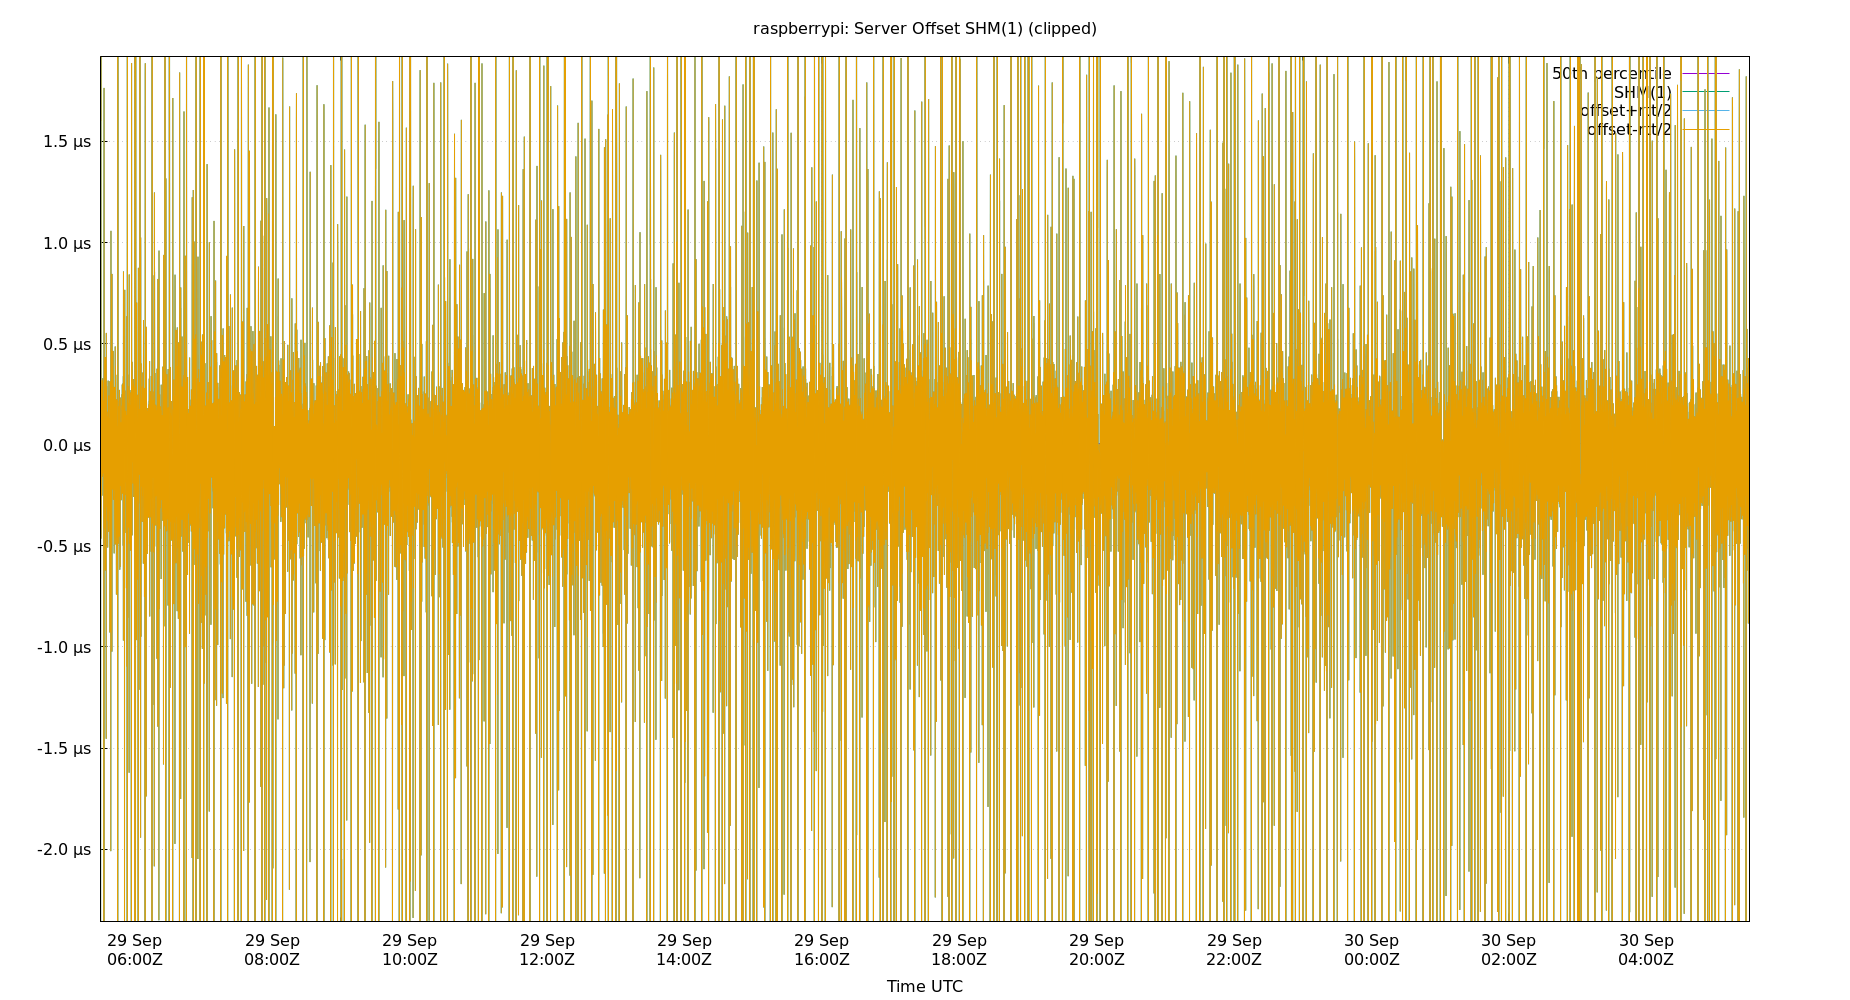 raspberrypi: Server Offset SHM(1) (clipped)
50th percentile
SHM(1)
offset+rtt/2
offset-rtt/2
1.5 µs
1.0 µs
0.5 µs
0.0 µs
-0.5 µs
-1.0 µs
-1.5 µs
-2.0 µs
29 Sep 29 Sep 29 Sep 29 Sep 29 Sep 29 Sep 29 Sep 29 Sep 29 Sep 30 Sep 30 Sep 30 Sep
06:00Z 08:00Z 10:00Z 12:00Z 14:00Z 16:00Z 18:00Z 20:00Z 22:00Z 00:00Z 02:00Z 04:00Z
Time UTC